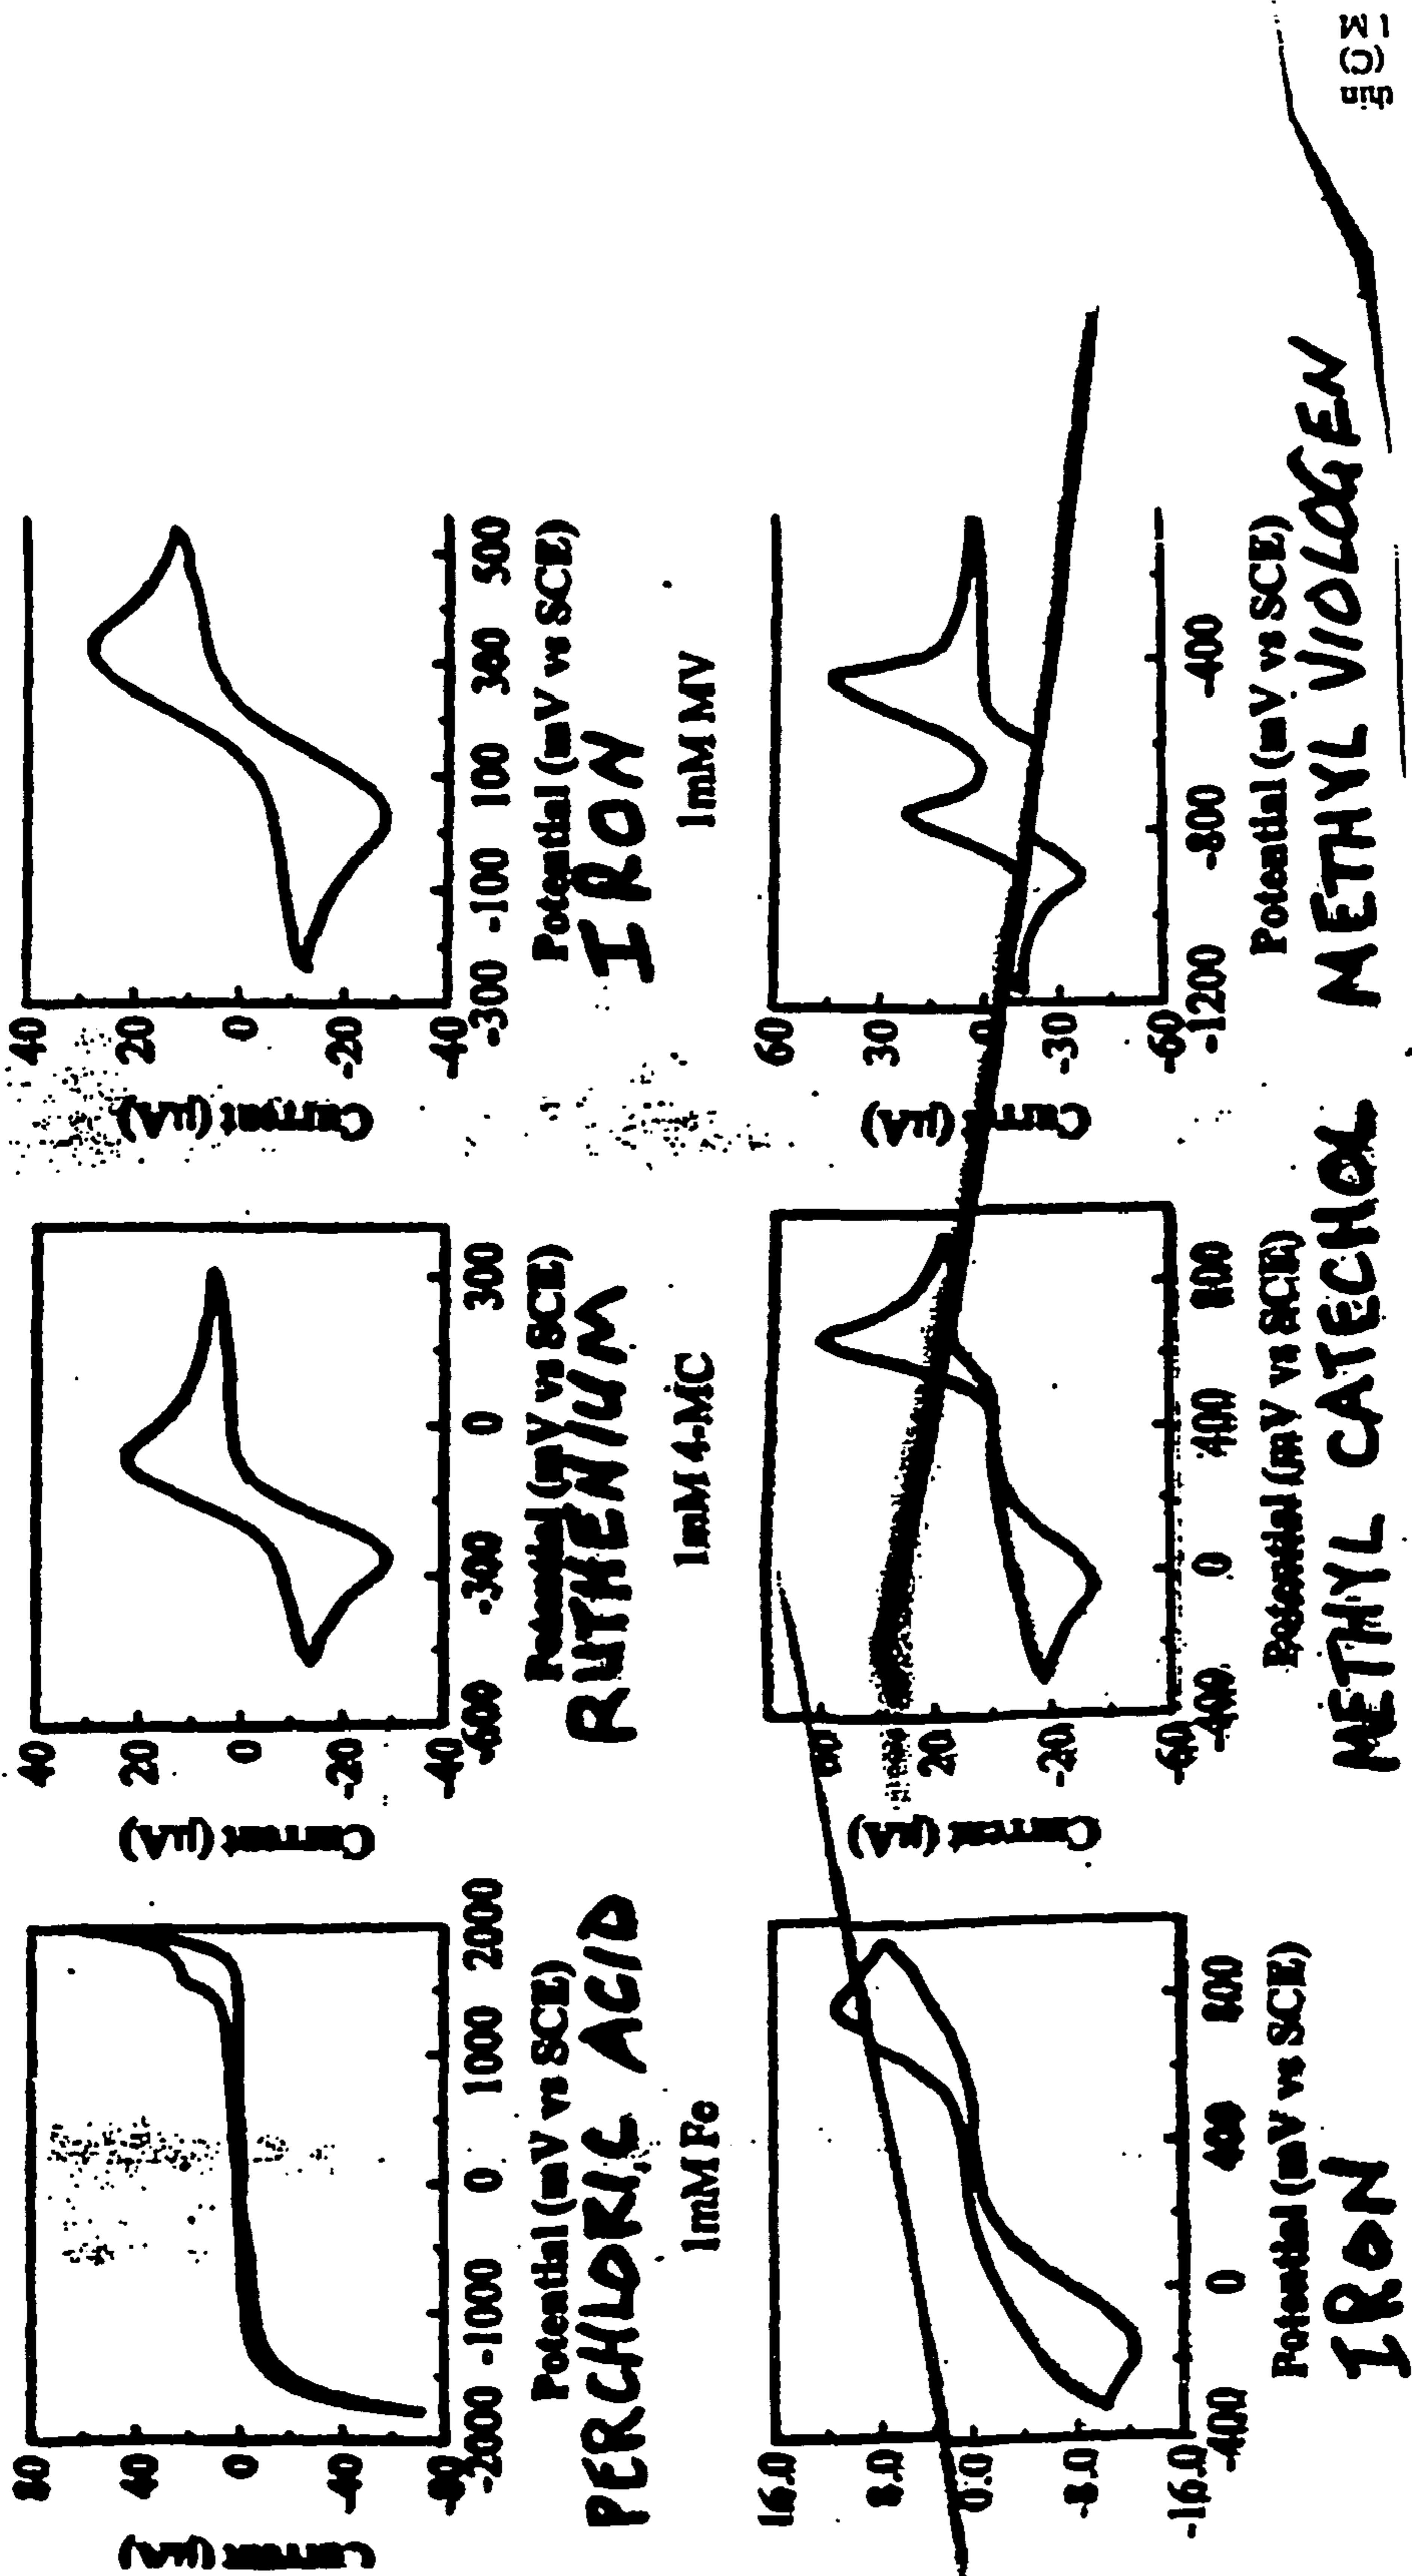 40
20
0
-20
-40
-300 -100 100 300 500
Current (µA)
Potential (mV vs SCE)
IRON
40
20
0
-20
-40
-600 -300 0 300
Current (µA)
Potential (mV vs SCE)
RUTHENIUM
80
40
0
-40
-80
-2000 -1000 0 1000 2000
Current (µA)
Potential (mV vs SCE)
PERCHLORIC ACID
1mM MV
60
30
0
-30
-60
-1200 -800 -400
Current (µA)
Potential (mV vs SCE)
METHYL VIOLOGEN
1mM 4-MC
20
-20
-60
-400 0 400 800
Current (µA)
Potential (mV vs SCE)
METHYL CATECHOL
1mM Fe
16.0
8.0
0.0
-8.0
-16.0
-400 0 400 800
Potential (mV vs SCE)
IRON
thin
(C)
1 M